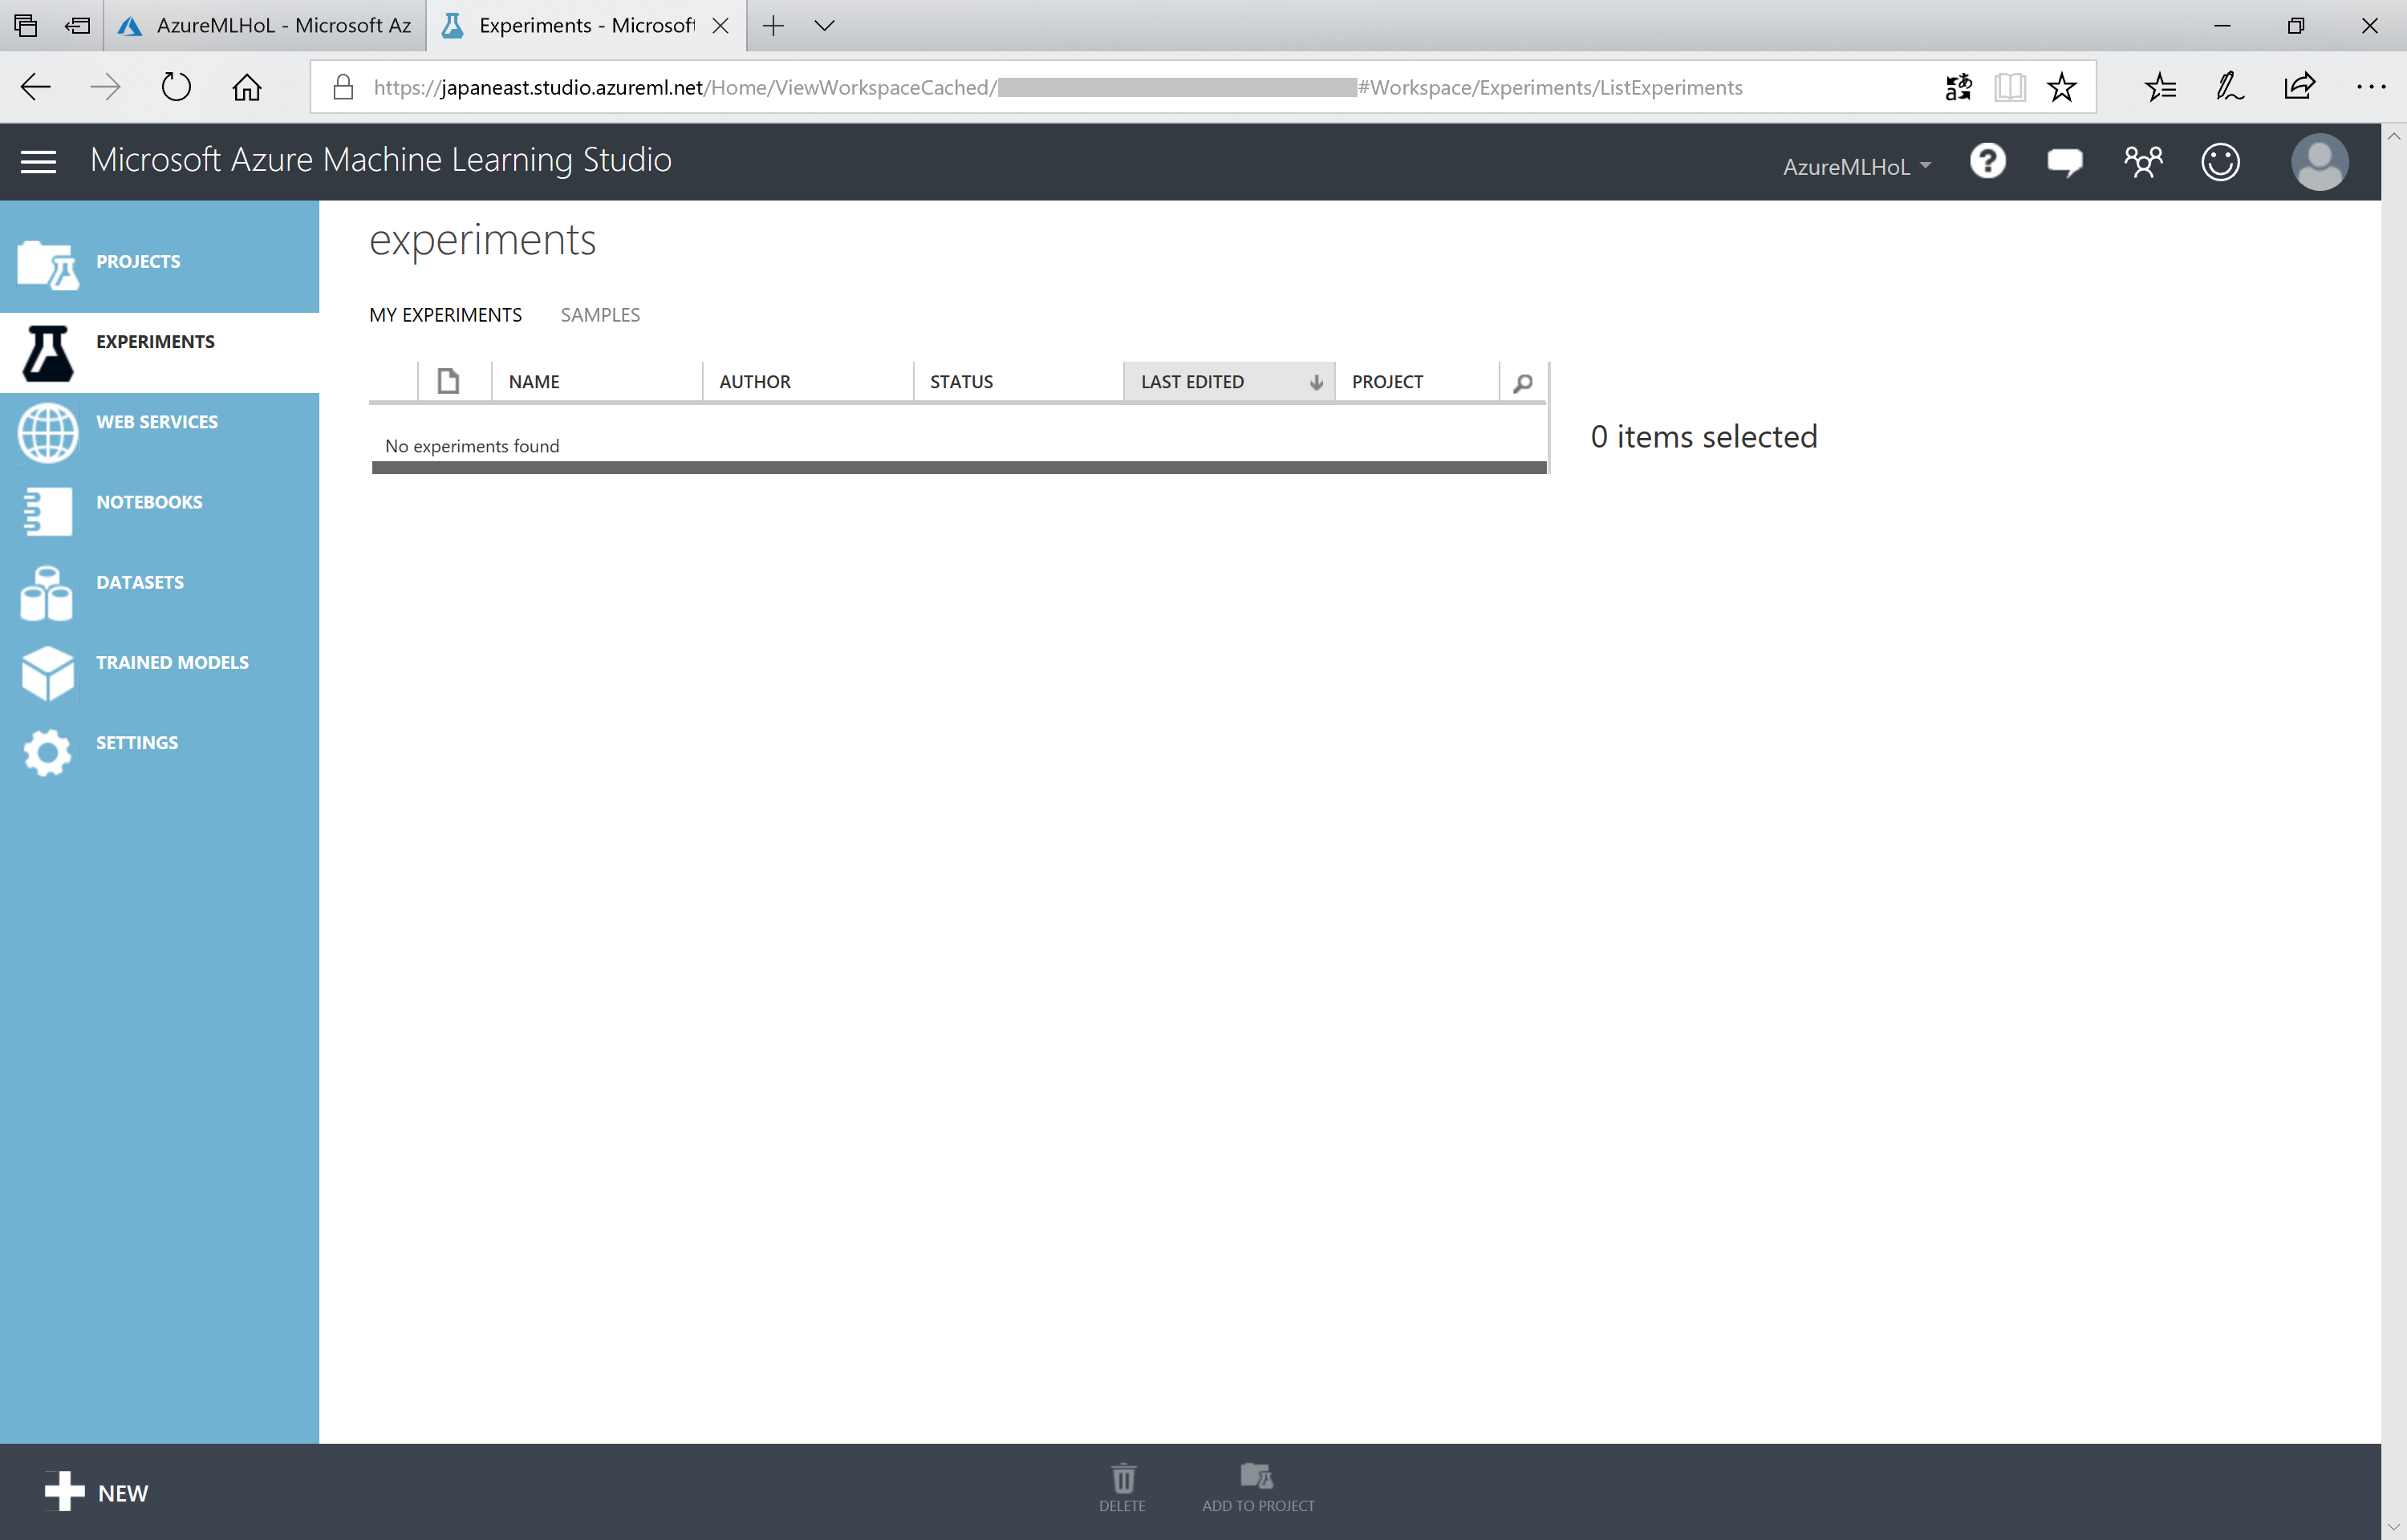 AzureMLHoL - Microsoft Az
Experiments - Microsoft
https://japaneast.studio.azureml.net/Home/ViewWorkspaceCached/ #Workspace/Experiments/ListExperiments
Microsoft Azure Machine Learning Studio
AzureMLHoL
PROJECTS
EXPERIMENTS
WEB SERVICES
NOTEBOOKS
DATASETS
TRAINED MODELS
SETTINGS
experiments
MY EXPERIMENTS SAMPLES
NAME AUTHOR STATUS LAST EDITED PROJECT
No experiments found
0 items selected
NEW
DELETE
ADD TO PROJECT